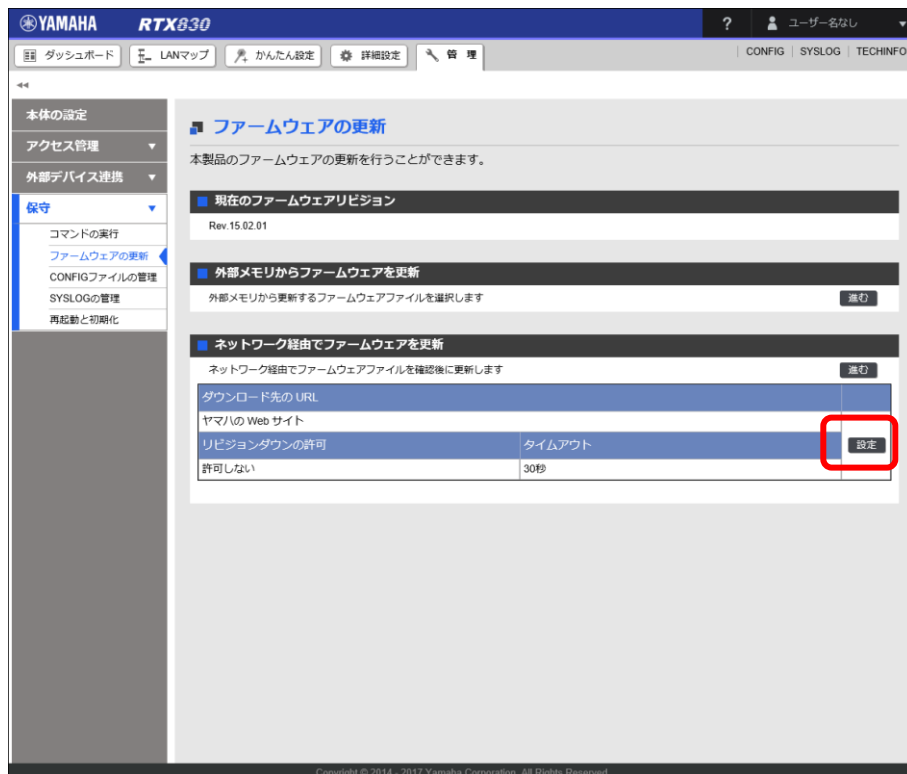 YAMAHA RTX830 ? ユーザー名なし
ダッシュボード LANマップ かんたん設定 詳細設定 管理 CONFIG SYSLOG TECHINFO
本体の設定
アクセス管理
外部デバイス連携
保守
コマンドの実行
ファームウェアの更新
CONFIGファイルの管理
SYSLOGの管理
再起動と初期化
ファームウェアの更新
本製品のファームウェアの更新を行うことができます。
現在のファームウェアリビジョン
Rev.15.02.01
外部メモリからファームウェアを更新
外部メモリから更新するファームウェアファイルを選択します 進む
ネットワーク経由でファームウェアを更新
ネットワーク経由でファームウェアファイルを確認後に更新します 進む
ダウンロード先の URL
ヤマハの Web サイト
リビジョンダウンの許可 タイムアウト 設定
許可しない 30秒
Copyright © 2014 - 2017 Yamaha Corporation. All Rights Reserved.